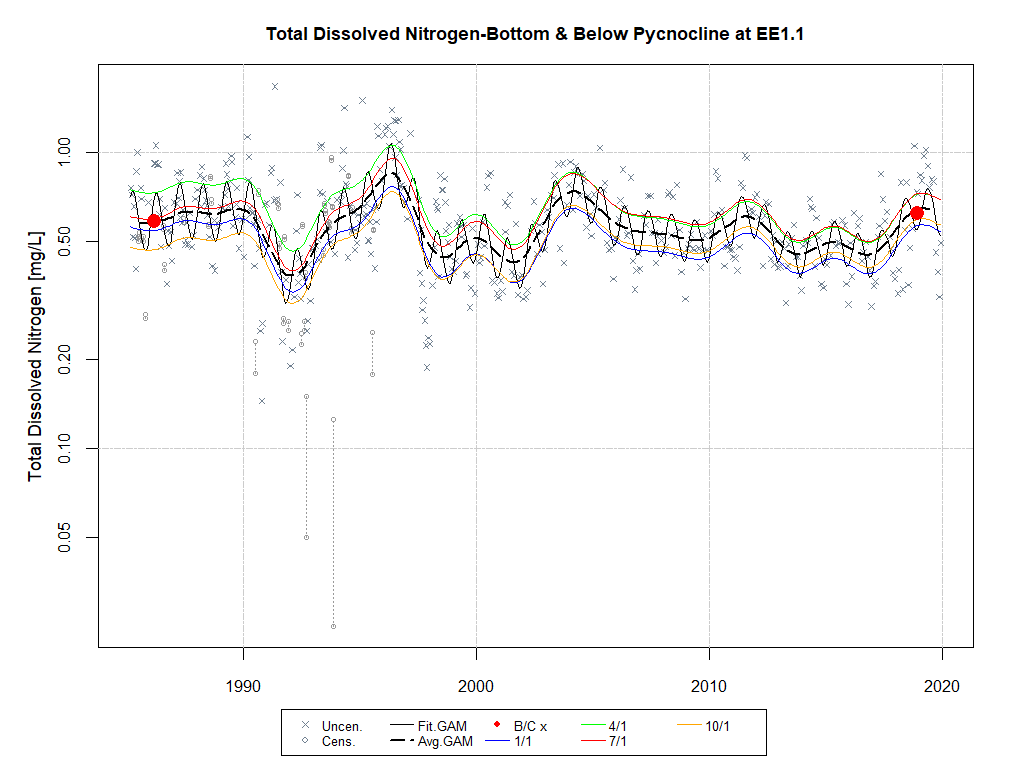 Total Dissolved Nitrogen-Bottom & Below Pycnocline at EE1.1
Total Dissolved Nitrogen [mg/L]
1.00
0.50
0.20
0.10
0.05
1990 2000 2010 2020
Uncen. Fit.GAM B/C x 4/1 10/1
Cens. Avg.GAM 1/1 7/1